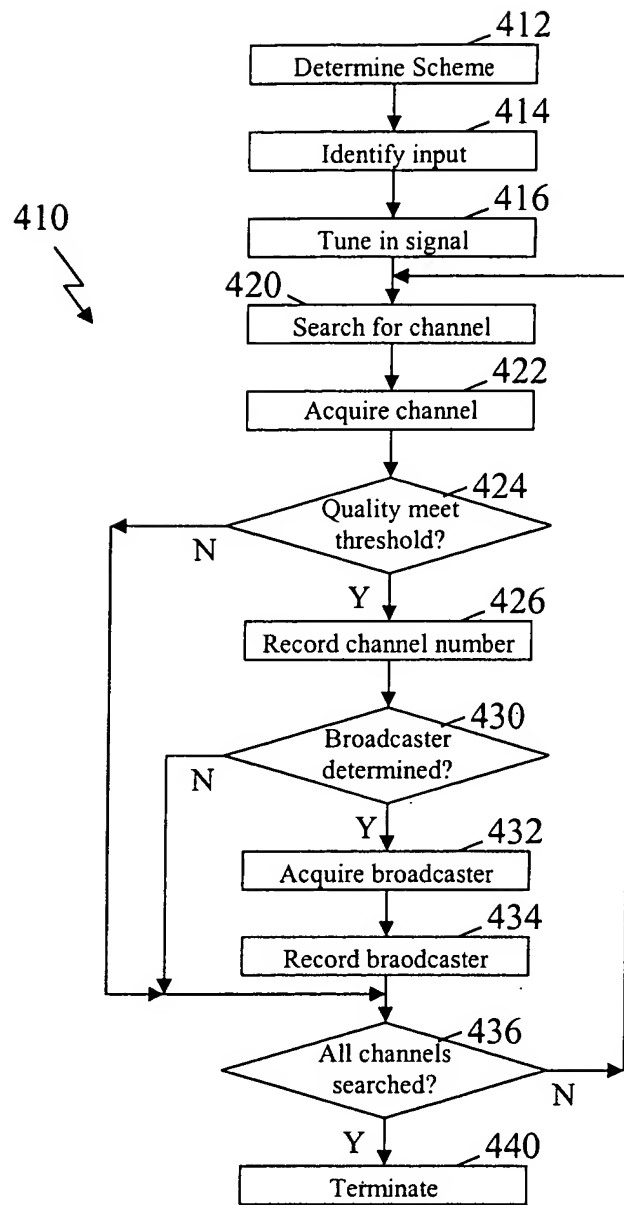 412
Determine Scheme
414
Identify input
410
416
Tune in signal
420
Search for channel
422
Acquire channel
424
Quality meet
threshold?
N
Y
426
Record channel number
430
Broadcaster
determined?
N
Y
432
Acquire broadcaster
434
Record braodcaster
436
All channels
searched?
N
Y
440
Terminate